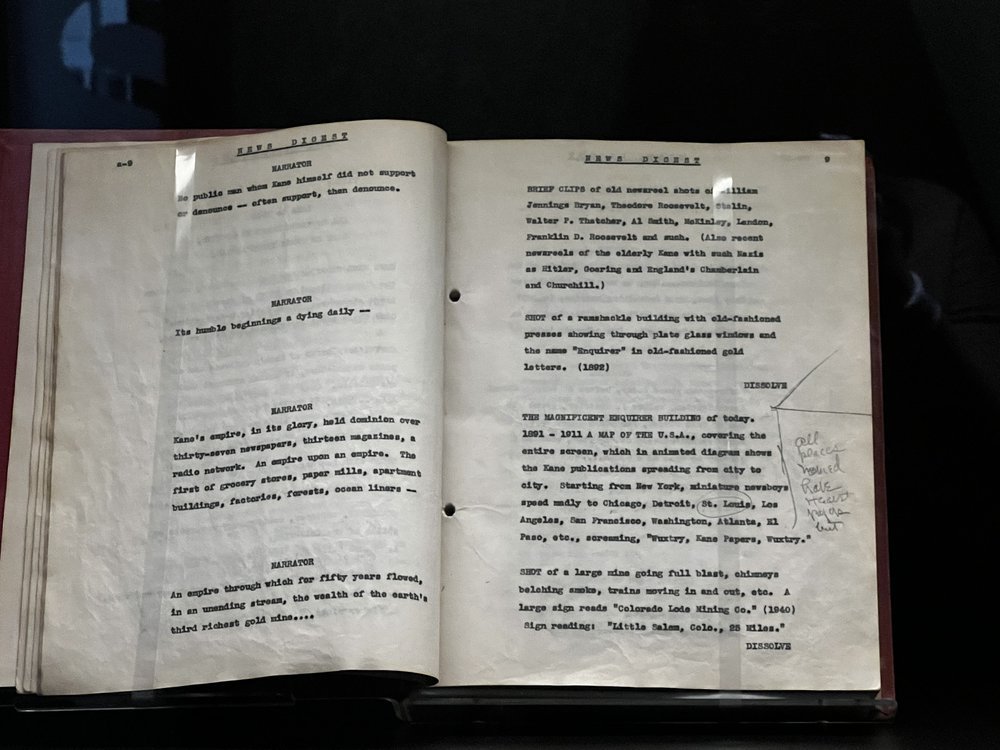 NEWS DIGEST
a-9
NARRATOR
No public man whom Kane himself did not support
or denounce -- often support, then denounce.
NARRATOR
Its humble beginnings a dying daily --
NARRATOR
Kane's empire, in its glory, held dominion over
thirty-seven newspapers, thirteen magazines, a
radio network. An empire upon an empire. The
first of grocery stores, paper mills, apartment
buildings, factories, forests, ocean liners --
NARRATOR
An empire through which for fifty years flowed,
in an unending stream, the wealth of the earth's
third richest gold mine....
NEWS DIGEST
9
BRIEF CLIPS of old newsreel shots of William
Jennings Bryan, Theodore Roosevelt, Stalin,
Walter P. Thatcher, Al Smith, McKinley, Landon,
Franklin D. Roosevelt and such. (Also recent
newsreels of the elderly Kane with such Nazis
as Hitler, Goering and England's Chamberlain
and Churchill.)
SHOT of a ramshackle building with old-fashioned
presses showing through plate glass windows and
the name "Enquirer" in old-fashioned gold
letters. (1892)
DISSOLVE
THE MAGNIFICENT ENQUIRER BUILDING of today.
1891 - 1911 A MAP OF THE U.S.A., covering the
entire screen, which in animated diagram shows
the Kane publications spreading from city to
city. Starting from New York, miniature newsboys
speed madly to Chicago, Detroit, St. Louis, Los
Angeles, San Francisco, Washington, Atlanta, El
Paso, etc., screaming, "Wuxtry, Kane Papers, Wuxtry."
all
places
named
have
Hearst
papers
but
SHOT of a large mine going full blast, chimneys
belching smoke, trains moving in and out, etc. A
large sign reads "Colorado Lode Mining Co." (1940)
Sign reading: "Little Salem, Colo., 25 Miles."
DISSOLVE